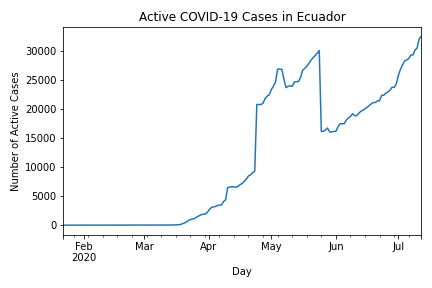 Active COVID-19 Cases in Ecuador
Number of Active Cases
30000
25000
20000
15000
10000
5000
0
Feb
2020
Mar
Apr
May
Jun
Jul
Day